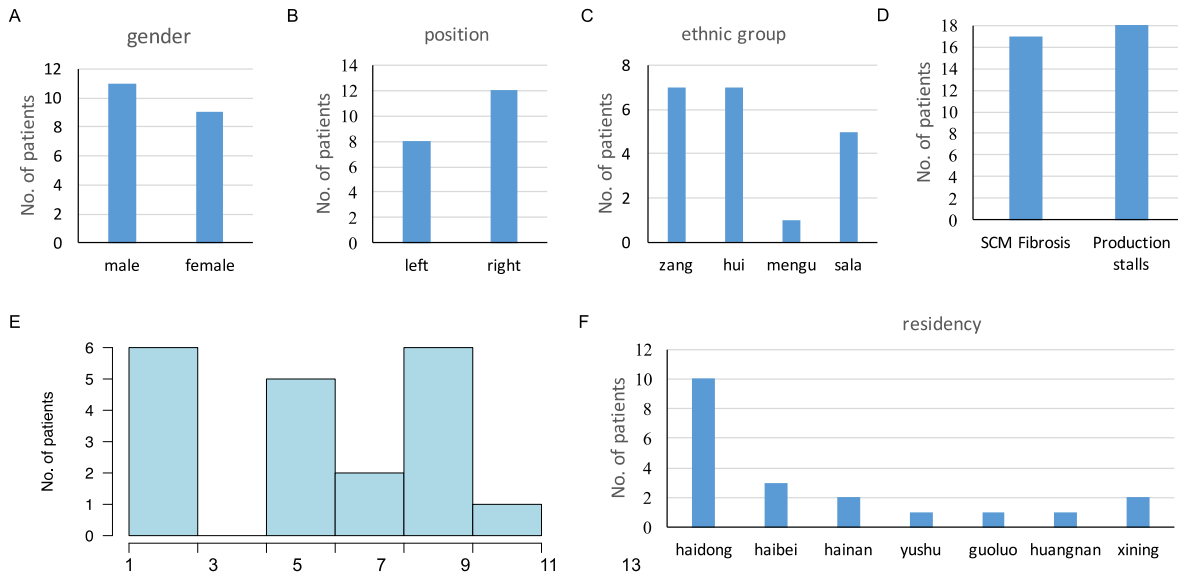 A
gender
No. of patients
12
10
8
6
4
2
0
male female
B
position
No. of patients
14
12
10
8
6
4
2
0
left right
C
ethnic group
No. of patients
8
6
4
2
0
zang hui mengu sala
D
No. of patients
18
16
14
12
10
8
6
4
2
0
SCM Fibrosis Production
stalls
E
No. of patients
6
5
4
3
2
1
0
1 3 5 7 9 11 13
F
residency
No. of patients
12
10
8
6
4
2
0
haidong haibei hainan yushu guoluo huangnan xining